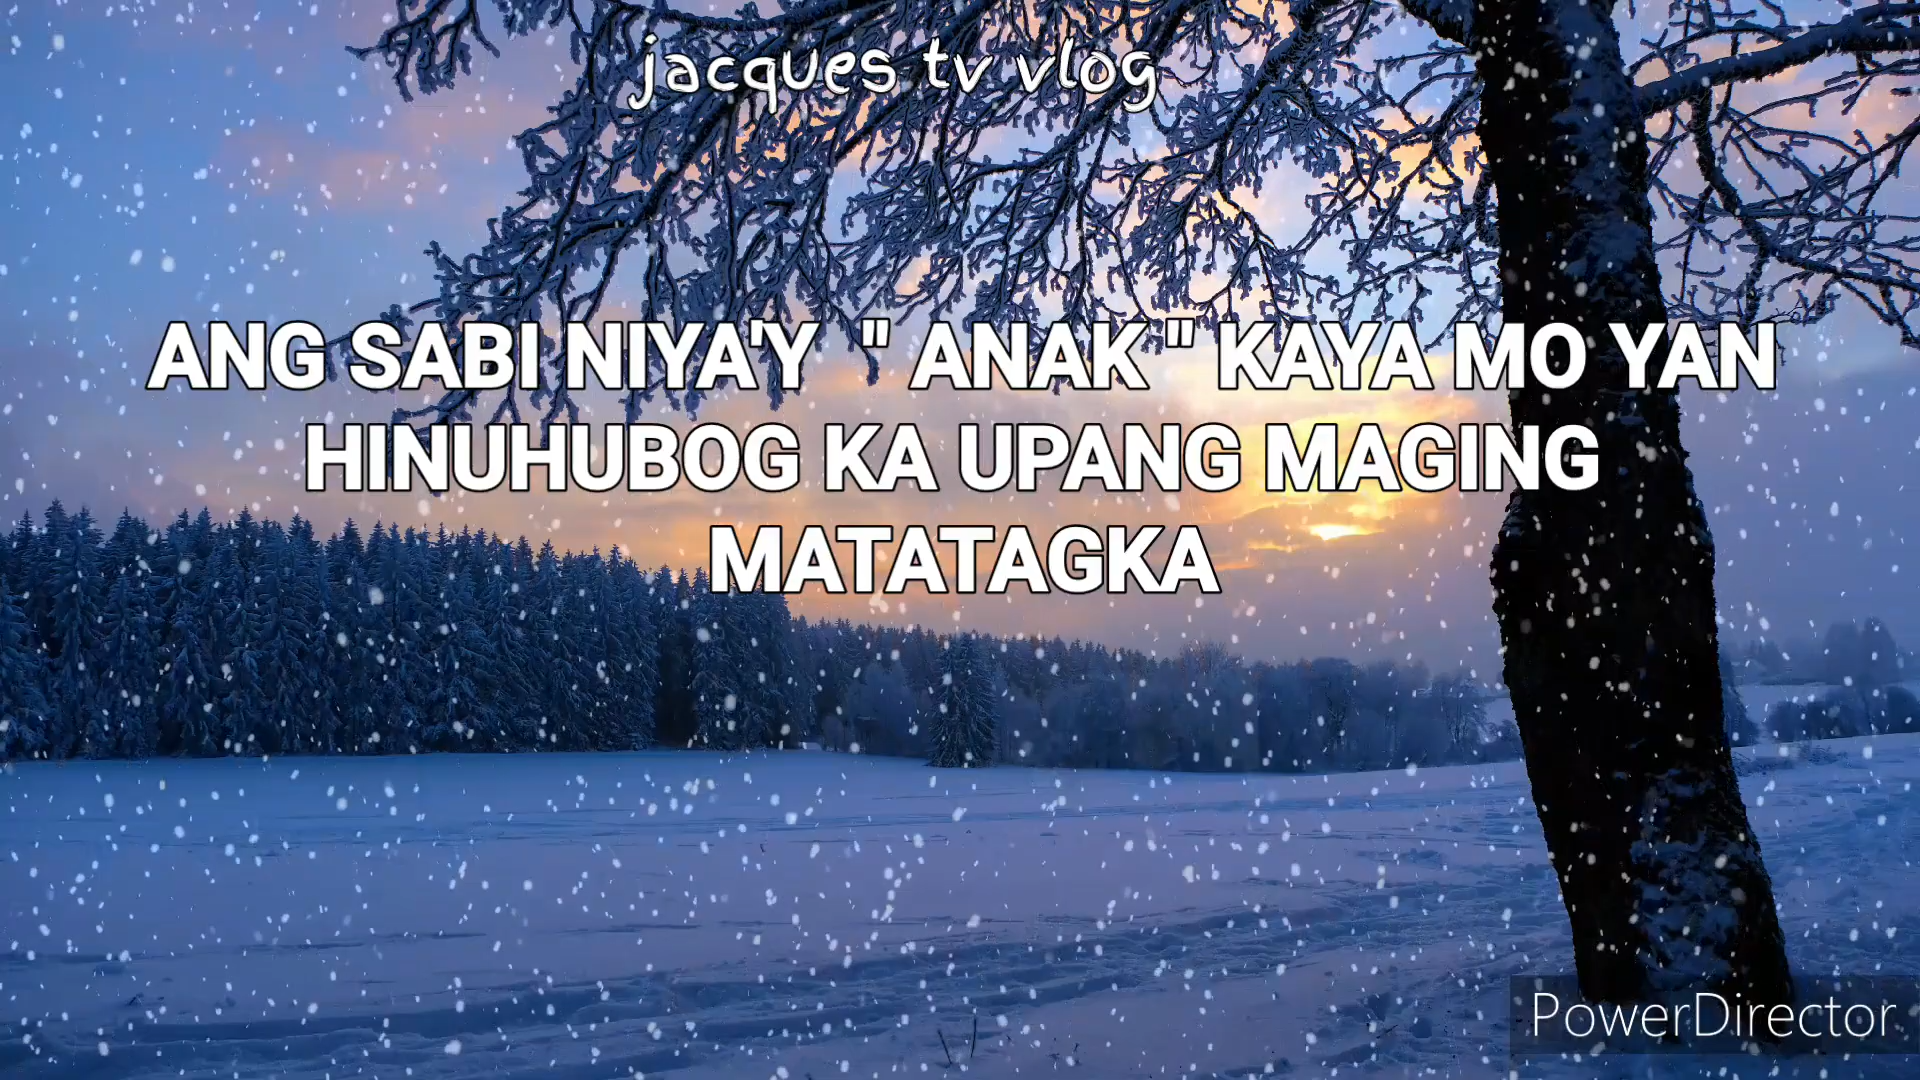 jacques tv vlog
ANG SABI NIYA'Y " ANAK " KAYA MO YAN
HINUHUBOG KA UPANG MAGING
MATATAGKA
PowerDirector